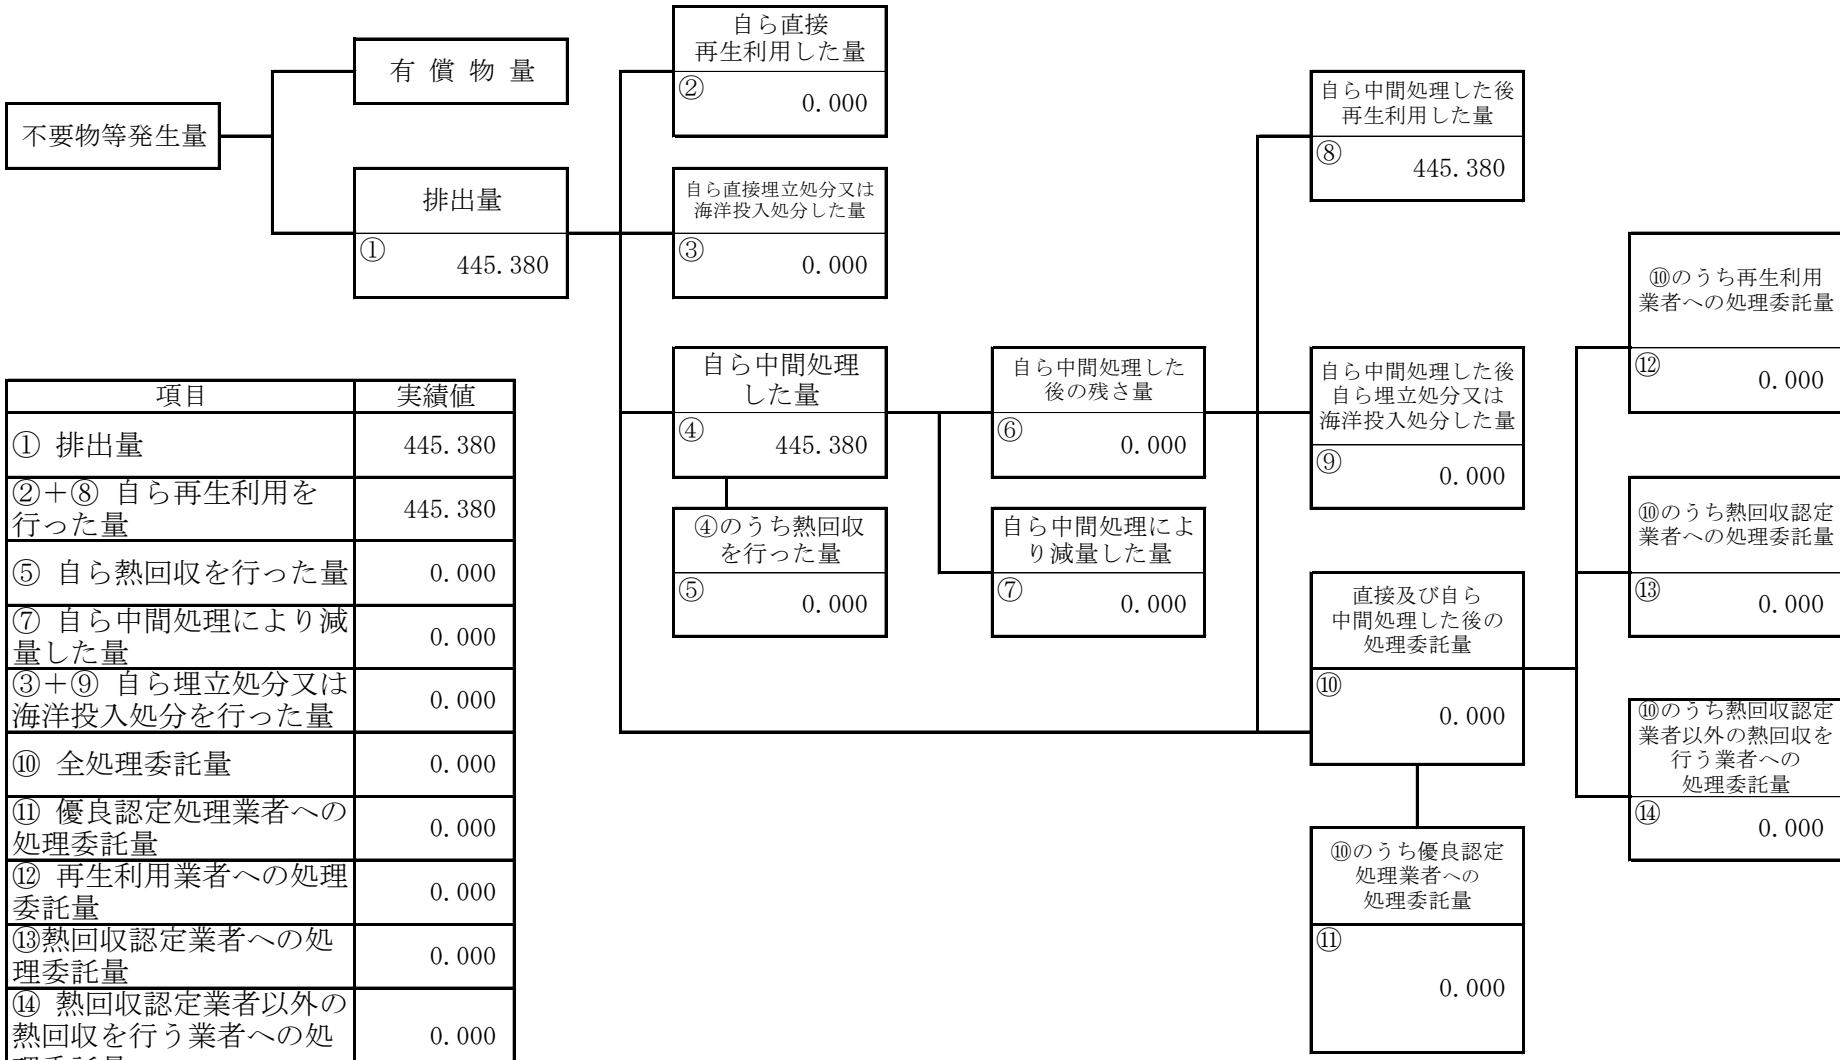 不要物等発生量
有 償 物 量
排出量
① 445.380
自ら直接
再生利用した量
② 0.000
自ら直接埋立処分又は
海洋投入処分した量
③ 0.000
自ら中間処理
した量
④ 445.380
④のうち熱回収
を行った量
⑤ 0.000
自ら中間処理した
後の残さ量
⑥ 0.000
自ら中間処理によ
り減量した量
⑦ 0.000
自ら中間処理した後
再生利用した量
⑧ 445.380
自ら中間処理した後
自ら埋立処分又は
海洋投入処分した量
⑨ 0.000
直接及び自ら
中間処理した後の
処理委託量
⑩ 0.000
⑩のうち優良認定
処理業者への
処理委託量
⑪ 0.000
⑩のうち再生利用
業者への処理委託量
⑫ 0.000
⑩のうち熱回収認定
業者への処理委託量
⑬ 0.000
⑩のうち熱回収認定
業者以外の熱回収を
行う業者への
処理委託量
⑭ 0.000
項目 実績値
① 排出量 445.380
②＋⑧ 自ら再生利用を
行った量 445.380
⑤ 自ら熱回収を行った量 0.000
⑦ 自ら中間処理により減
量した量 0.000
③＋⑨ 自ら埋立処分又は
海洋投入処分を行った量 0.000
⑩ 全処理委託量 0.000
⑪ 優良認定処理業者への
処理委託量 0.000
⑫ 再生利用業者への処理
委託量 0.000
⑬熱回収認定業者への処
理委託量 0.000
⑭ 熱回収認定業者以外の
熱回収を行う業者への処 0.000